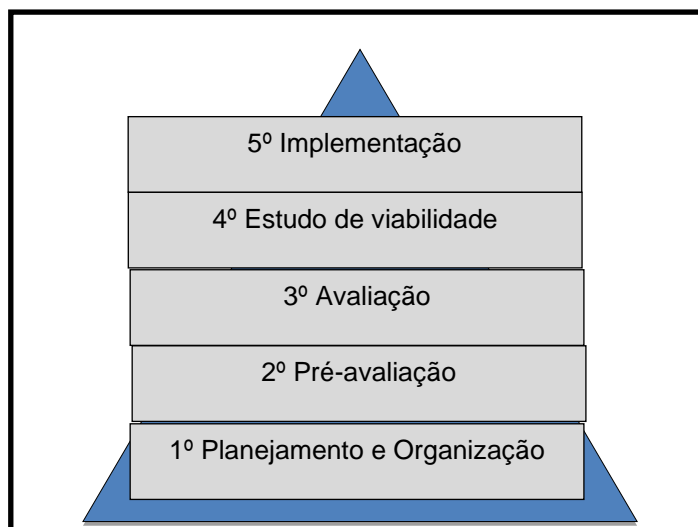 5º Implementação
4º Estudo de viabilidade
3º Avaliação
2º Pré-avaliação
1º Planejamento e Organização